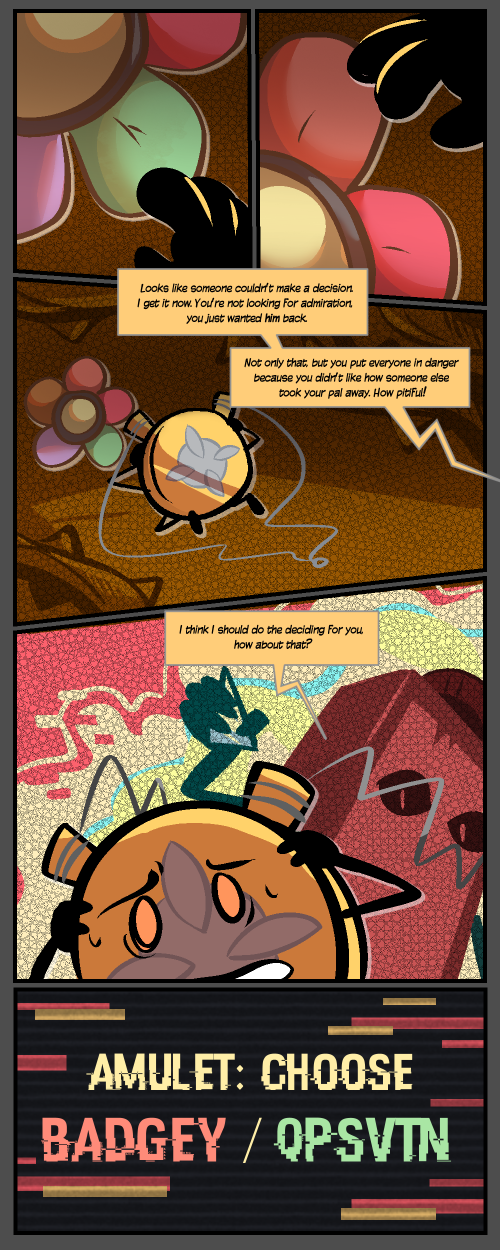 Looks like someone couldn't make a decision.
I get it now. You're not looking for admiration,
you just wanted him back.
Not only that, but you put everyone in danger
because you didn't like how someone else
took your pal away. How pitiful!
I think I should do the deciding for you,
how about that?
AMULET: CHOOSE
BADGEY / QPSVTN